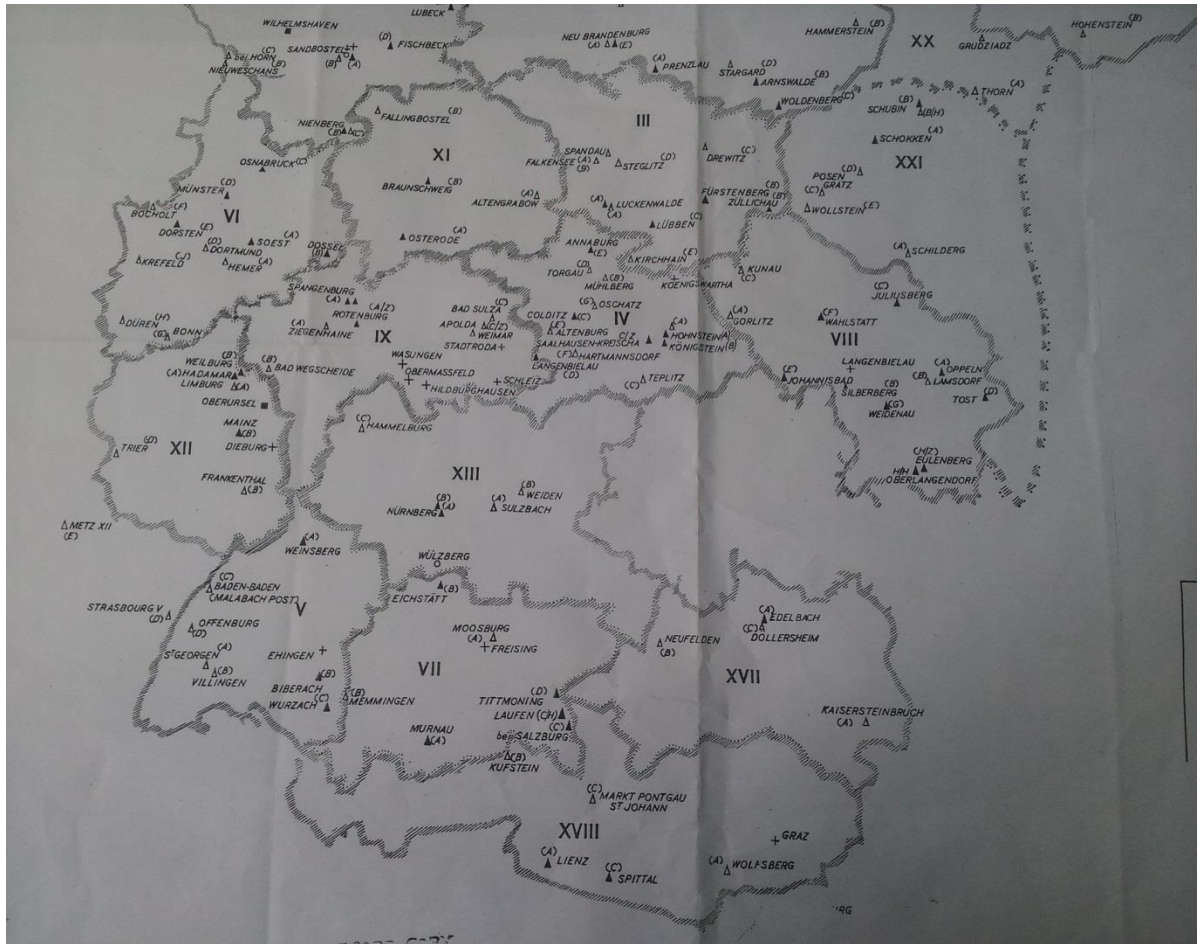 LUBECK
WILHELMSHAVEN
SANDBOSTEL
(B) (A)
(D)
FISCHBECK
NEU BRANDENBURG
(A) (E)
HAMMERSTEIN (B)
XX
GRUDZIADZ
HOHENSTEIN (B)
bei HORN (C)
NIEUWESCHANS (B)
(A)
PRENZLAU
STARGARD (D)
ARNSWALDE (B)
WOLDENBERG (C)
THORN (A)
SCHUBIN (B)
(B/H)
FALLINGBOSTEL (B)
NIENBERG
(B) (C)
III
XI
SCHOKKEN (A)
XXI
OSNABRUCK (C)
SPANDAU
FALKENSEE (A)
(B)
STEGLITZ (D)
DREWITZ (C)
POSEN (D)
GRATZ
(C)
WOLLSTEIN (E)
MÜNSTER (D)
BRAUNSCHWEIG (B)
ALTENGRABOW (A)
LUCKENWALDE
(A)
FÜRSTENBERG (B)
ZÜLLICHAU (B)
BOCHOLT (F)
VI
DORSTEN (E)
LÜBBEN (C)
DORTMUND (D)
SOEST (A)
DOSSEL
(B)
OSTERODE (A)
ANNABURG
(E)
KREFELD (J)
HEMER (A)
TORGAU (D)
KIRCHHAIN (E)
SCHILDERG (A)
KUNAU
(C)
SPANGENBURG
(A)
MÜHLBERG (B)
KOENIGSWARTHA
JULIUSBERG (C)
DÜREN (H)
(G) BONN
ZIEGENHAINE (A)
ROTENBURG (A/Z)
BAD SULZA (C)
APOLDA (C/Z)
WEIMAR
STADTRODA
COLDITZ (C)
(G) OSCHATZ
IV
(E) ALTENBURG
SAALHAUSEN-KREISCHA C/Z
(A)
HOHNSTEIN (A)
KÖNIGSTEIN (B)
GÖRLITZ (A)
WAHLSTATT (F)
VIII
IX
WEILBURG (B)
(A) HADAMAR
LIMBURG (A)
BAD WEGSCHEIDE (B)
WASUNGEN
OBERMASSFELD
HILDBURGHAUSEN
SCHLEIZ
LANGENBIELAU
(D)
(F) HARTMANNSDORF
TEPLITZ
(C)
LANGENBIELAU
(E)
JOHANNISBAD
SILBERBERG (B)
WEIDENAU (G)
OPPELN (A)
LAMSDORF (B)
TOST (D)
OBERURSEL
MAINZ
(B)
DIEBURG
TRIER (D)
XII
FRANKENTHAL
(B)
HAMMELBURG (C)
XIII
WEIDEN (B)
SULZBACH (A)
NÜRNBERG (B)
(A)
(H/Z)
EULENBERG
H/H
OBERLANGENDORF
METZ XII
(E)
WEINSBERG (A)
WÜLZBERG
EICHSTÄTT (B)
(C)
BADEN-BADEN
(MALABACH POST)
V
STRASBOURG V
(D)
OFFENBURG
(D)
ST GEORGEN (A)
VILLINGEN (B)
EHINGEN
BIBERACH (B)
WURZACH (C)
MEMMINGEN (B)
VII
MOOSBURG
(A)
FREISING
(A)
EDELBACH
(C)
DÖLLERSHEIM
NEUFELDEN
(B)
XVII
TITTMONING (D)
LAUFEN (C/H)
(C)
bei SALZBURG
MURNAU
(A)
(B)
KUFSTEIN
KAISERSTEINBRUCH
(A)
(C)
MARKT PONTGAU
ST JOHANN
XVIII
GRAZ
(A)
LIENZ
(C)
SPITTAL
(A)
WOLFSBERG
RG
COPY